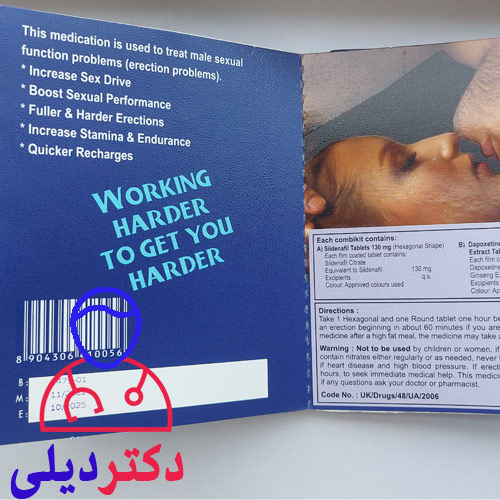 This medication is used to treat male sexual
function problems (erection problems).
* Increase Sex Drive
* Boost Sexual Performance
* Fuller & Harder Erections
* Increase Stamina & Endurance
* Quicker Recharges
WORKING
HARDER
TO GET YOU
HARDER
8 904306 10056
B:
M: 11/
E: 10/2025
Each combikit contains:
A) Sildenafil Tablets 130 mg (Hexagonal Shape)
Each film coated tablet contains:
Sildenafil Citrate
Equivalent to Sildenafil 130 mg
Excipients q.s.
Colour: Approved colours used
B) Dapoxetine
Extract
Each film
Dapoxetine
Ginseng
Excipients
Colour:
Directions :
Take 1 Hexagonal and one Round tablet one hour
an erection beginning in about 60 minutes if you are
medicine after a high fat meal, the medicine may take
Warning : Not to be used by children or women, if
contain nitrates either regularly or as needed, never
if heart disease and high blood pressure. If
hours, to seek immediate medical help. This
if any questions ask your doctor or pharmacist.
Code No. : UK/Drugs/48/UA/2006
دکتر دیلی